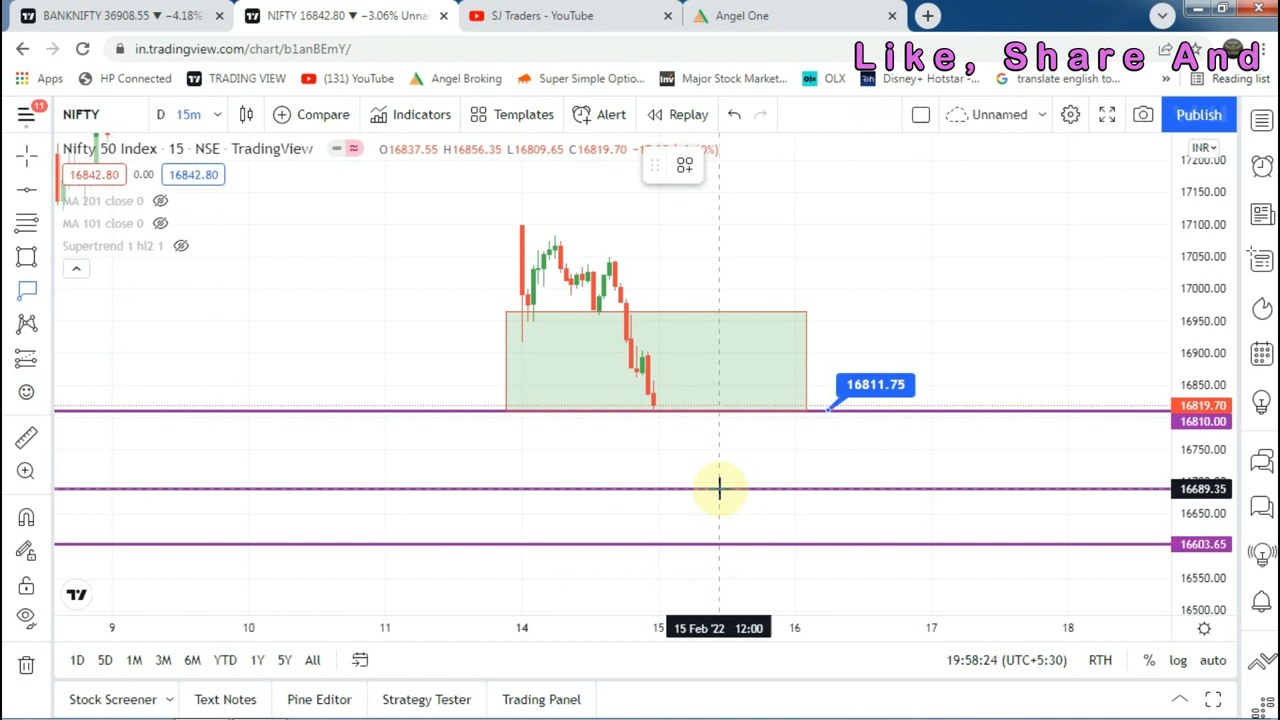 BANKNIFTY 36908.55 ▼ −4.18%
NIFTY 16842.80 ▼ −3.06% Unna
SJ Traders - YouTube
Angel One
in.tradingview.com/chart/b1anBEmY/
Like, Share And
Apps
HP Connected
TRADING VIEW
(131) YouTube
Angel Broking
Super Simple Optio...
Major Stock Market...
OLX
Disney+ Hotstar -...
translate english to...
Reading list
11
NIFTY
D
15m
Compare
Indicators
Templates
Alert
Replay
Unnamed
Publish
Nifty 50 Index · 15 · NSE · TradingView
O16837.55 H16856.35 L16809.65 C16819.70
INR
16842.80
0.00
16842.80
MA 201 close 0
MA 101 close 0
Supertrend 1 hl2 1
17200.00
17150.00
17100.00
17050.00
17000.00
16950.00
16900.00
16850.00
16811.75
16819.70
16810.00
16750.00
16689.35
16650.00
16603.65
16550.00
16500.00
9
10
11
14
15
15 Feb '22 12:00
16
17
18
1D
5D
1M
3M
6M
YTD
1Y
5Y
All
19:58:24 (UTC+5:30)
RTH
%
log
auto
Stock Screener
Text Notes
Pine Editor
Strategy Tester
Trading Panel